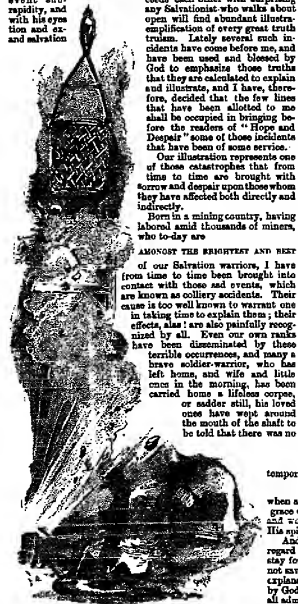 rapidity, and
with his eyes
tion and ex-
and salvation
any Salvationist who walks about
open will find abundant illustra-
emplification of every great truth
truism. Lately several such in-
cidents have come before me, and
have been used and blessed by
God to emphasize those truths
that they are calculated to explain
and illustrate, and I have, there-
fore, decided that the few lines
that have been allotted to me
shall be occupied in bringing be-
fore the readers of "Hope and
Despair" some of those incidents
that have been of some service.
Our illustration represents one
of those catastrophes that from
time to time are brought with
sorrow and despair upon those whom
they have affected both directly and
indirectly.
Born in a mining country, having
labored amid thousands of miners,
who to-day are
AMONGST THE BRIGHTEST AND BEST
of our Salvation warriors, I have
from time to time been brought into
contact with those sad events, which
are known as colliery accidents. Their
cause is too well known to warrant one
in taking time to explain them; their
effects, alas! are also painfully recog-
nized by all. Even our own ranks
have been disseminated by these
terrible occurrences, and many a
brave soldier-warrior, who has
left home, and wife and little
ones in the morning, has been
carried home a lifeless corpse,
or sadder still, his loved
ones have wept around
the mouth of the shaft to
be told that there was no
tempor
when a
grace
and w
His spi
And
regard
stay fo
not sav
explan
by God
all adm